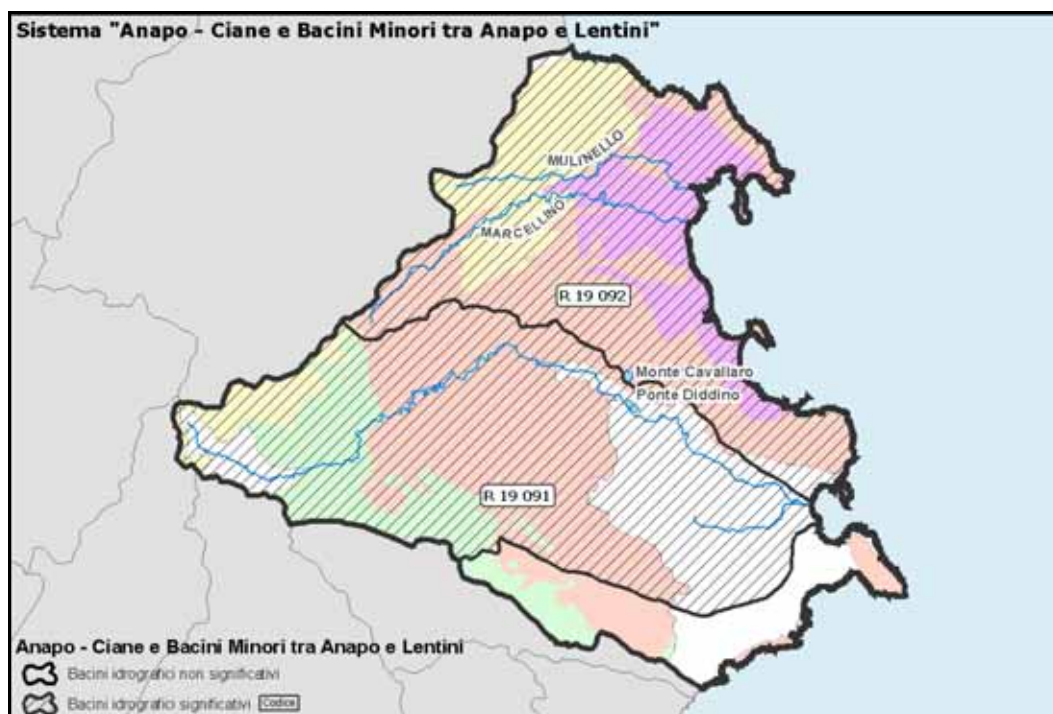 Sistema "Anapo - Ciane e Bacini Minori tra Anapo e Lentini"
MULINELLO
MARCELLINO
R 19 092
Monte Cavallaro
Ponte Diddino
R 19 091
Anapo - Ciane e Bacini Minori tra Anapo e Lentini
Bacini idrografici non significativi
Bacini idrografici significativi Codice